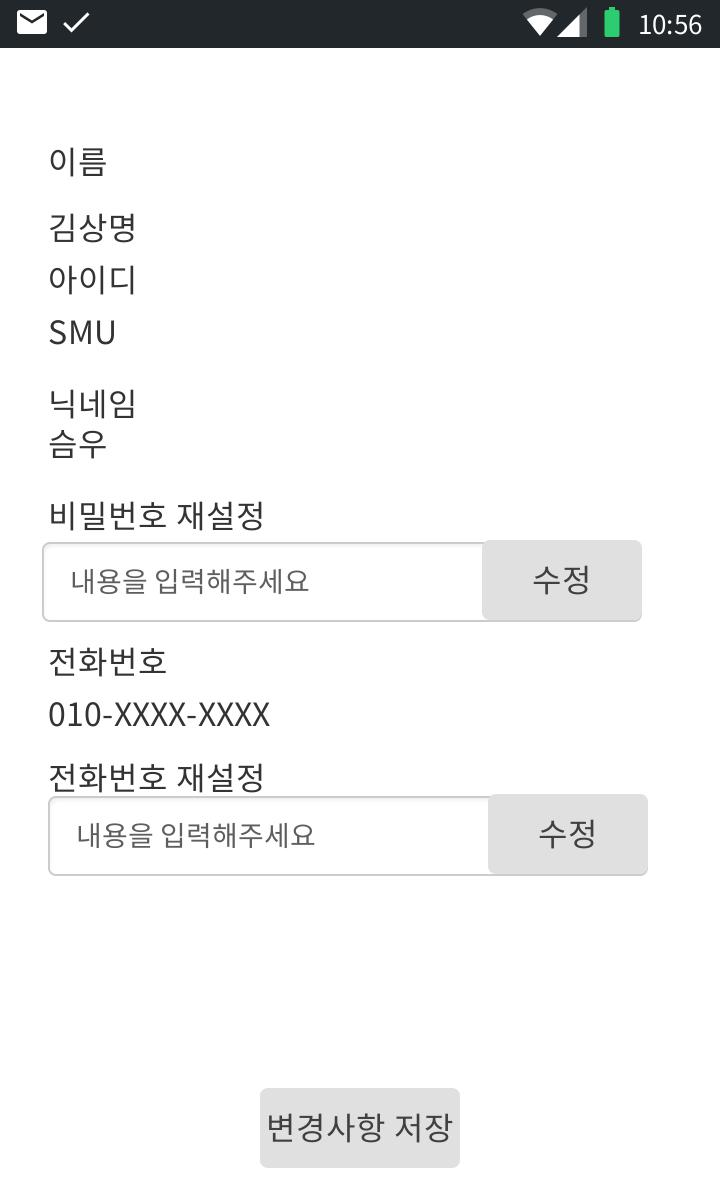 10:56
이름
김상명
아이디
SMU
닉네임
슴우
비밀번호 재설정
내용을 입력해주세요 수정
전화번호
010-XXXX-XXXX
전화번호 재설정
내용을 입력해주세요 수정
변경사항 저장